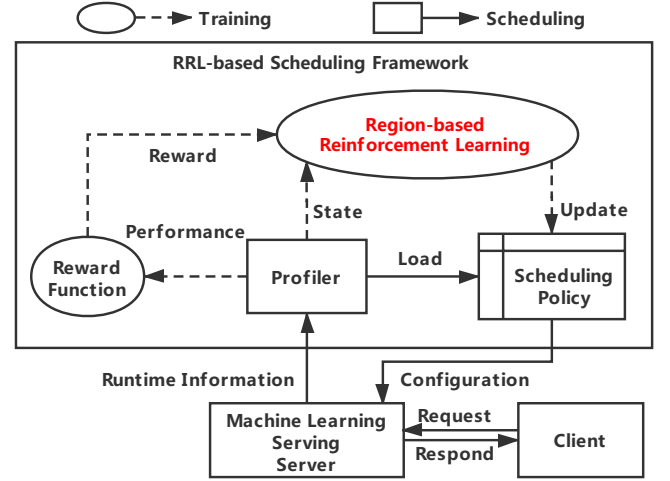 Training
Scheduling
RRL-based Scheduling Framework
Region-based
Reinforcement Learning
Reward
State
Update
Performance
Reward
Function
Profiler
Load
Scheduling
Policy
Runtime Information
Configuration
Machine Learning
Serving
Server
Request
Respond
Client